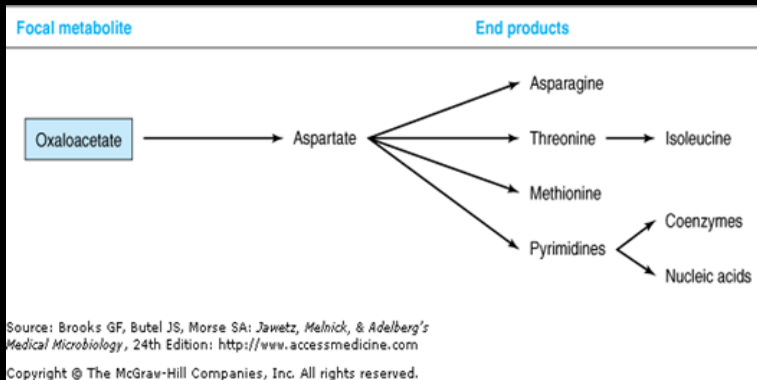 Focal metabolite End products
Asparagine
Oxaloacetate Aspartate Threonine Isoleucine
Methionine
Coenzymes
Pyrimidines
Nucleic acids
Source: Brooks GF, Butel JS, Morse SA: Jawetz, Melnick, & Adelberg's
Medical Microbiology, 24th Edition: http://www.accessmedicine.com
Copyright © The McGraw-Hill Companies, Inc. All rights reserved.